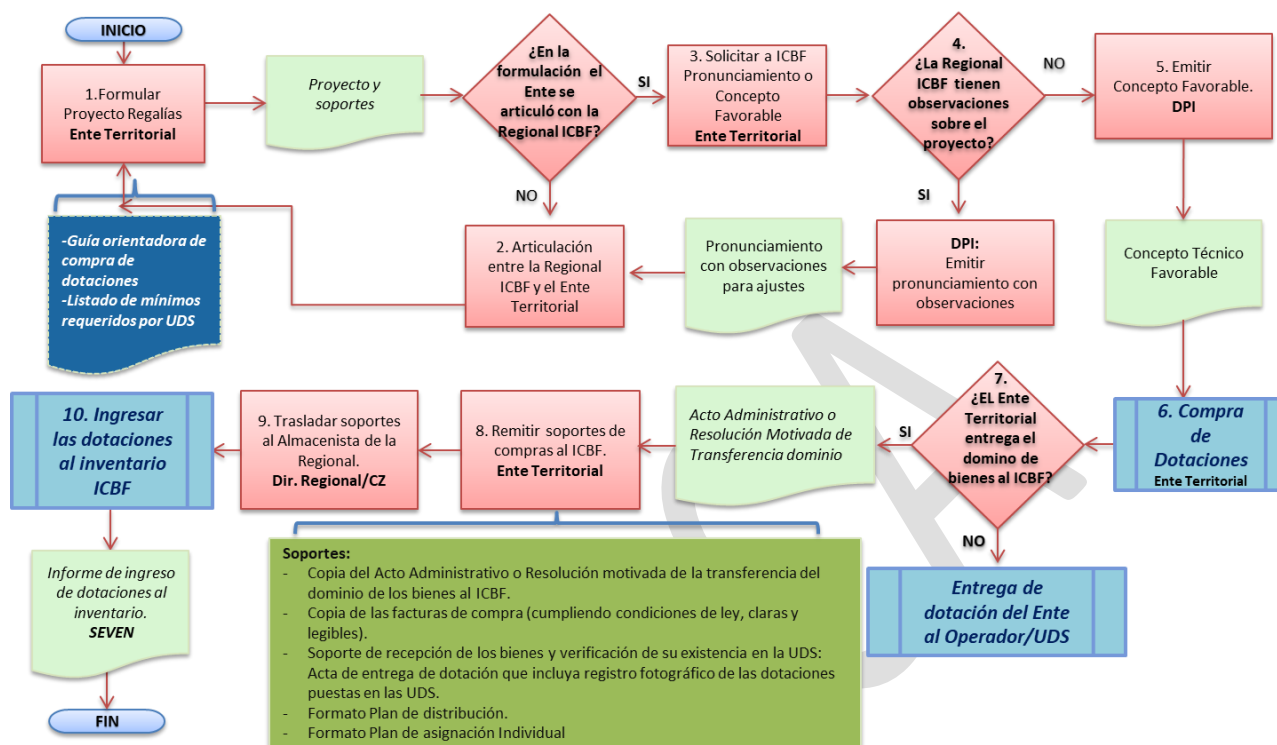 INICIO
1.Formular
Proyecto Regalías
Ente Territorial
Proyecto y
soportes
¿En la
formulación el
Ente se
articuló con la
Regional ICBF?
SI
3. Solicitar a ICBF
Pronunciamiento o
Concepto
Favorable
Ente Territorial
4.
¿La Regional
ICBF tienen
observaciones
sobre el
proyecto?
NO
5. Emitir
Concepto Favorable.
DPI
NO
SI
-Guía orientadora de
compra de
dotaciones
-Listado de mínimos
requeridos por UDS
2. Articulación
entre la Regional
ICBF y el Ente
Territorial
Pronunciamiento
con observaciones
para ajustes
DPI:
Emitir
pronunciamiento con
observaciones
Concepto Técnico
Favorable
10. Ingresar
las dotaciones
al inventario
ICBF
9. Trasladar soportes
al Almacenista de la
Regional.
Dir. Regional/CZ
8. Remitir soportes de
compras al ICBF.
Ente Territorial
Acto Administrativo o
Resolución Motivada de
Transferencia dominio
SI
7.
¿EL Ente
Territorial
entrega el
domino de
bienes al ICBF?
6. Compra
de
Dotaciones
Ente Territorial
NO
Informe de ingreso
de dotaciones al
inventario.
SEVEN
Soportes:
- Copia del Acto Administrativo o Resolución motivada de la transferencia del
dominio de los bienes al ICBF.
- Copia de las facturas de compra (cumpliendo condiciones de ley, claras y
legibles).
- Soporte de recepción de los bienes y verificación de su existencia en la UDS:
Acta de entrega de dotación que incluya registro fotográfico de las dotaciones
puestas en las UDS.
- Formato Plan de distribución.
- Formato Plan de asignación Individual
Entrega de
dotación del Ente
al Operador/UDS
FIN